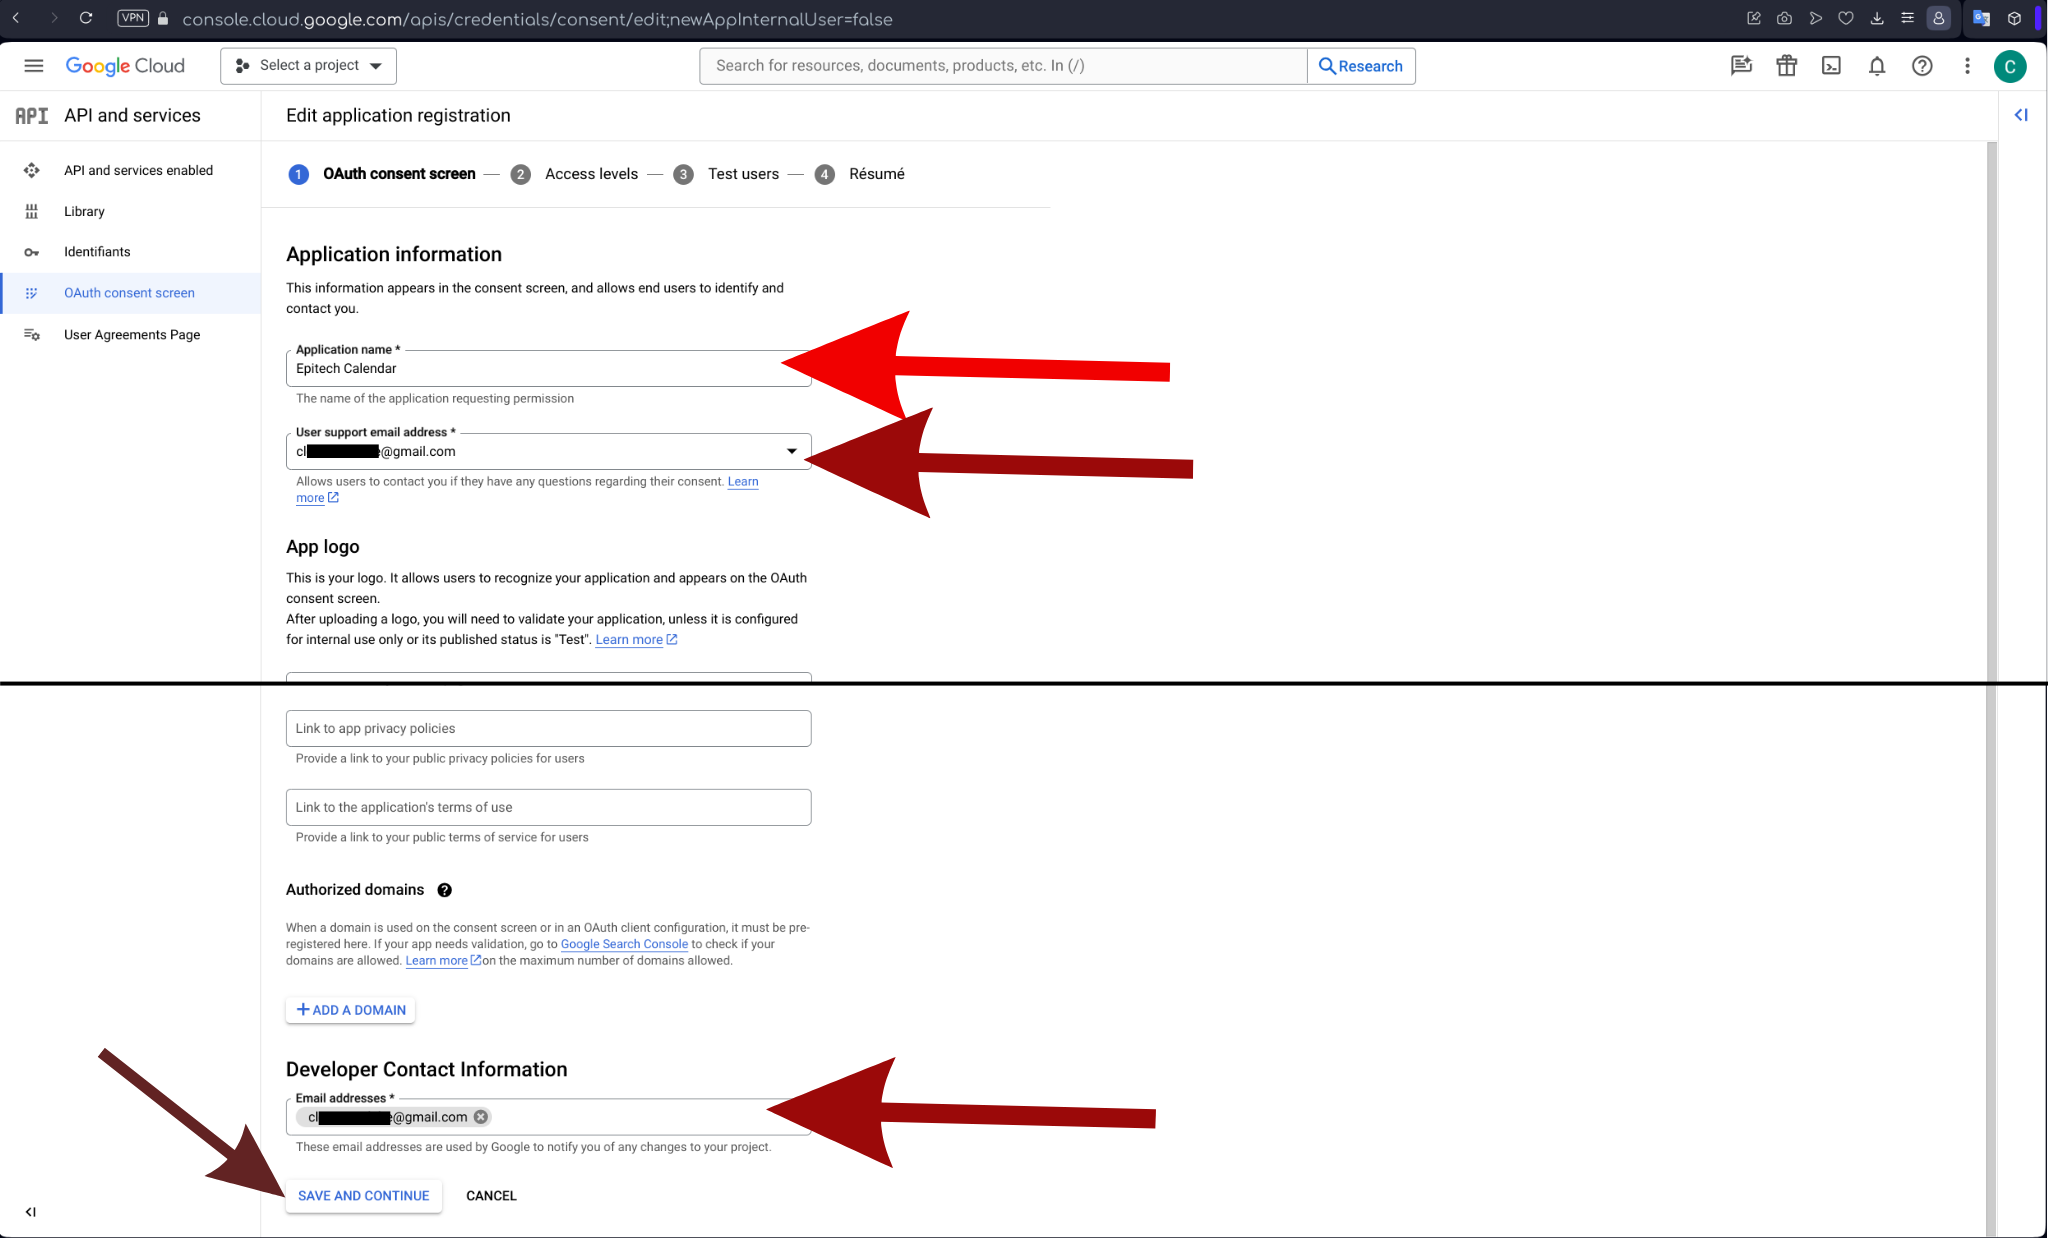 VPN console.cloud.google.com/apis/credentials/consent/edit;newAppInternalUser=false
Google Cloud
Select a project
Search for resources, documents, products, etc. In (/)
Research
C
API API and services
API and services enabled
Library
Identifiants
OAuth consent screen
User Agreements Page
Edit application registration
1 OAuth consent screen — 2 Access levels — 3 Test users — 4 Résumé
Application information
This information appears in the consent screen, and allows end users to identify and
contact you.
Application name *
Epitech Calendar
The name of the application requesting permission
User support email address *
cl @gmail.com
Allows users to contact you if they have any questions regarding their consent. Learn
more
App logo
This is your logo. It allows users to recognize your application and appears on the OAuth
consent screen.
After uploading a logo, you will need to validate your application, unless it is configured
for internal use only or its published status is "Test". Learn more
Link to app privacy policies
Provide a link to your public privacy policies for users
Link to the application's terms of use
Provide a link to your public terms of service for users
Authorized domains ?
When a domain is used on the consent screen or in an OAuth client configuration, it must be pre-
registered here. If your app needs validation, go to Google Search Console to check if your
domains are allowed. Learn more on the maximum number of domains allowed.
+ ADD A DOMAIN
Developer Contact Information
Email addresses *
cl @gmail.com
These email addresses are used by Google to notify you of any changes to your project.
SAVE AND CONTINUE
CANCEL